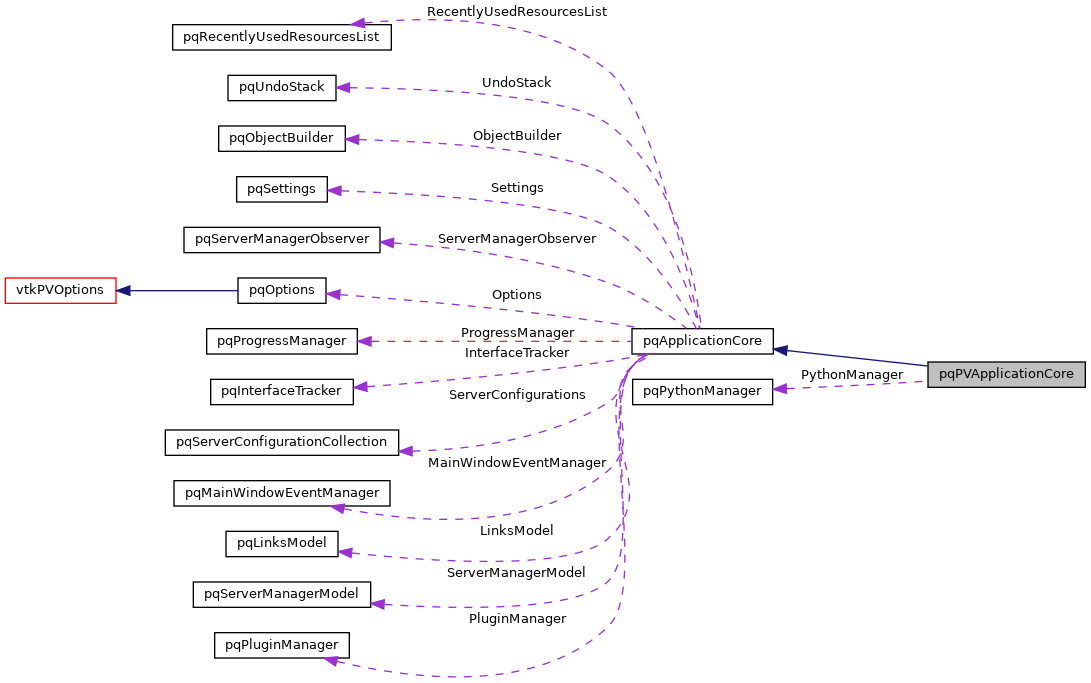 RecentlyUsedResourcesList
pqRecentlyUsedResourcesList
UndoStack
pqUndoStack
ObjectBuilder
pqObjectBuilder
Settings
pqSettings
ServerManagerObserver
pqServerManagerObserver
vtkPVOptions
pqOptions
Options
ProgressManager
pqProgressManager
pqApplicationCore
InterfaceTracker
pqInterfaceTracker
pqPythonManager
PythonManager
pqPVApplicationCore
ServerConfigurations
pqServerConfigurationCollection
MainWindowEventManager
pqMainWindowEventManager
LinksModel
pqLinksModel
ServerManagerModel
pqServerManagerModel
PluginManager
pqPluginManager